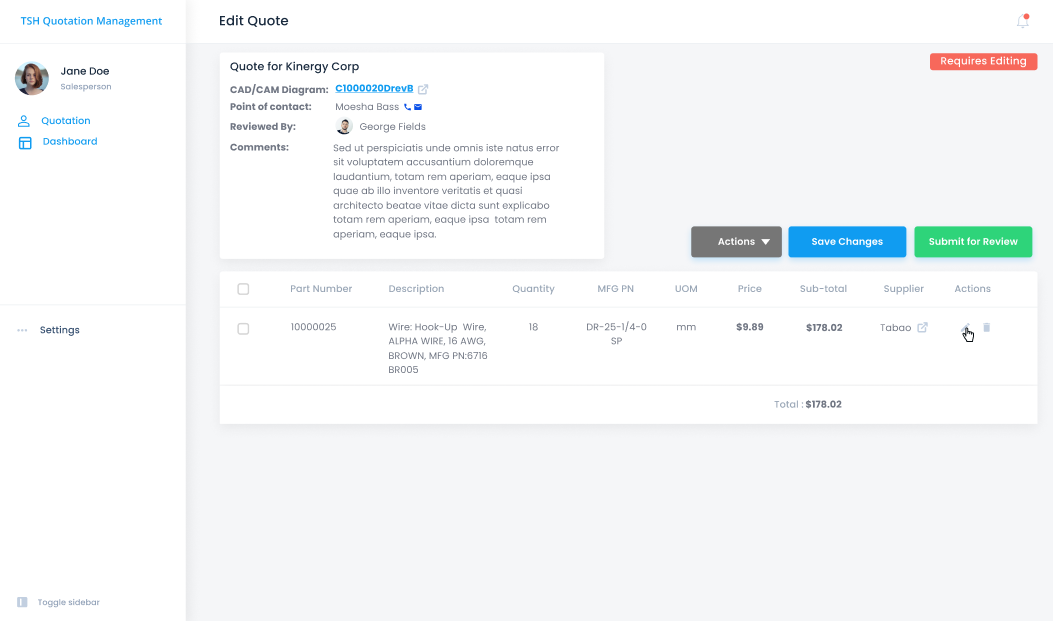 TSH Quotation Management
Edit Quote
Jane Doe
Salesperson
Quotation
Dashboard
Settings
Toggle sidebar
Quote for Kinergy Corp
Requires Editing
CAD/CAM Diagram: C1000020DrevB
Point of contact: Moesha Bass
Reviewed By: George Fields
Comments: Sed ut perspiciatis unde omnis iste natus error
sit voluptatem accusantium doloremque
laudantium, totam rem aperiam, eaque ipsa
quae ab illo inventore veritatis et quasi
architecto beatae vitae dicta sunt explicabo
totam rem aperiam, eaque ipsa totam rem
aperiam, eaque ipsa.
Actions Save Changes Submit for Review
Part Number Description Quantity MFG PN UOM Price Sub-total Supplier Actions
10000025 Wire: Hook-Up Wire, 18 DR-25-1/4-0 mm $9.89 $178.02 Tabao
ALPHA WIRE, 16 AWG, SP
BROWN, MFG PN:6716
BR005
Total : $178.02